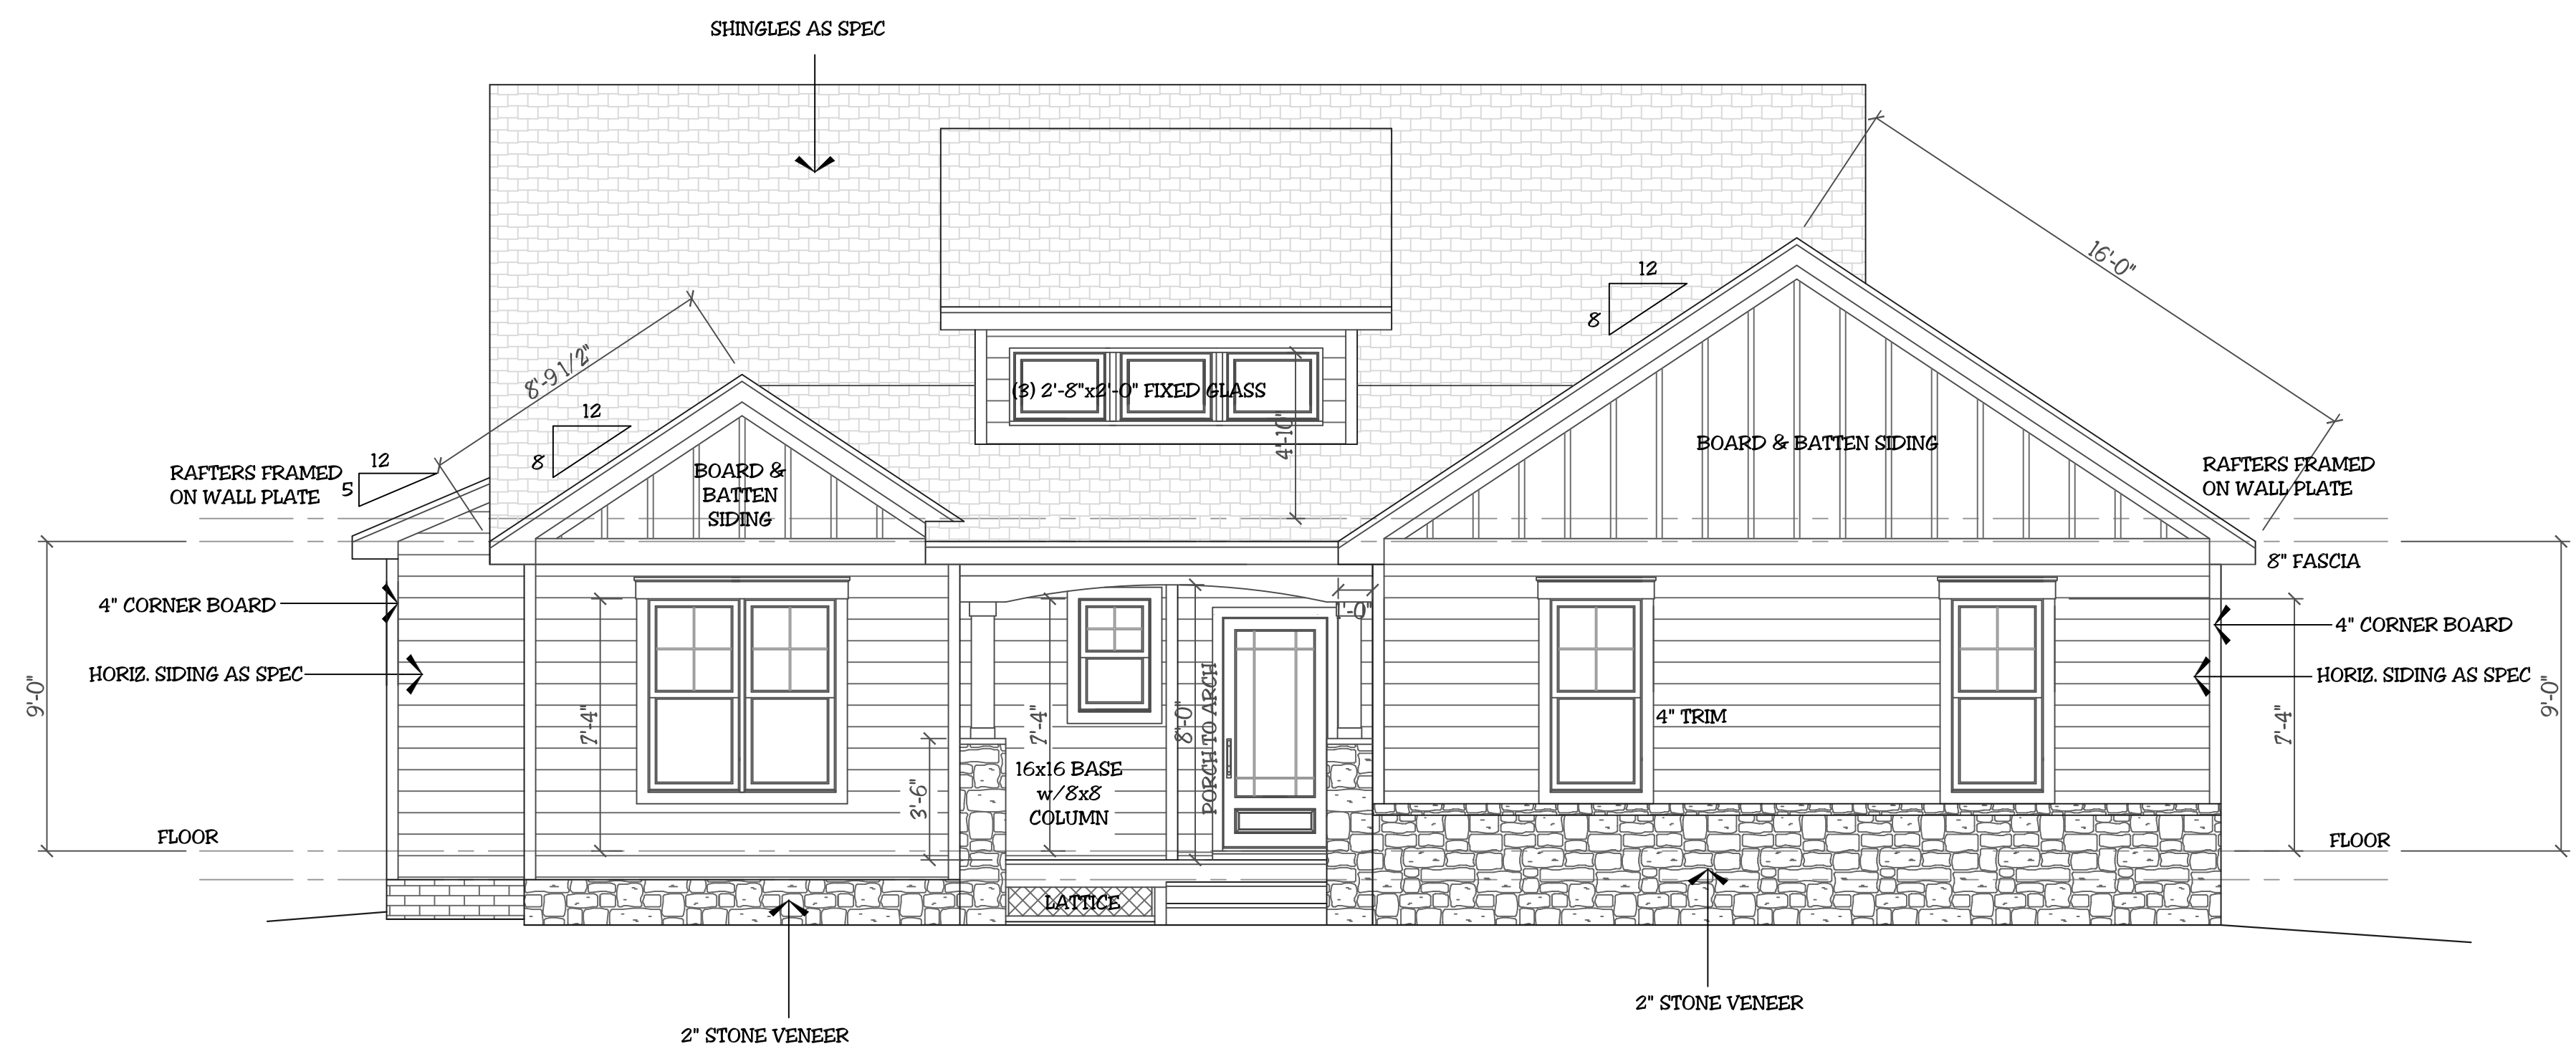 SHINGLES AS SPEC
12
8
16'-0"
8'-9 1/2"
(3) 2'-8"x2'-0" FIXED GLASS
12
8
4'-10"
BOARD & BATTEN SIDING
12
5
RAFTERS FRAMED
ON WALL PLATE
BOARD &
BATTEN
SIDING
RAFTERS FRAMED
ON WALL PLATE
8" FASCIA
4" CORNER BOARD
1'-0"
4" CORNER BOARD
HORIZ. SIDING AS SPEC
HORIZ. SIDING AS SPEC
9'-0"
7'-4"
7'-4"
8'-0"
PORCH TO ARCH
4" TRIM
7'-4"
9'-0"
3'-6"
16x16 BASE
w/8x8
COLUMN
FLOOR
FLOOR
LATTICE
2" STONE VENEER
2" STONE VENEER